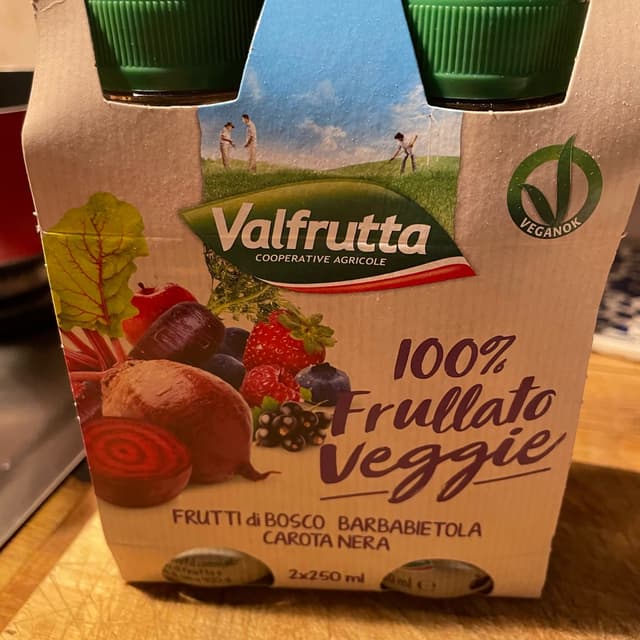 Valfrutta
COOPERATIVE AGRICOLE
VEGANOK
100%
Frullato
Veggie
FRUTTI di BOSCO BARBABIETOLA
CAROTA NERA
2x250 ml